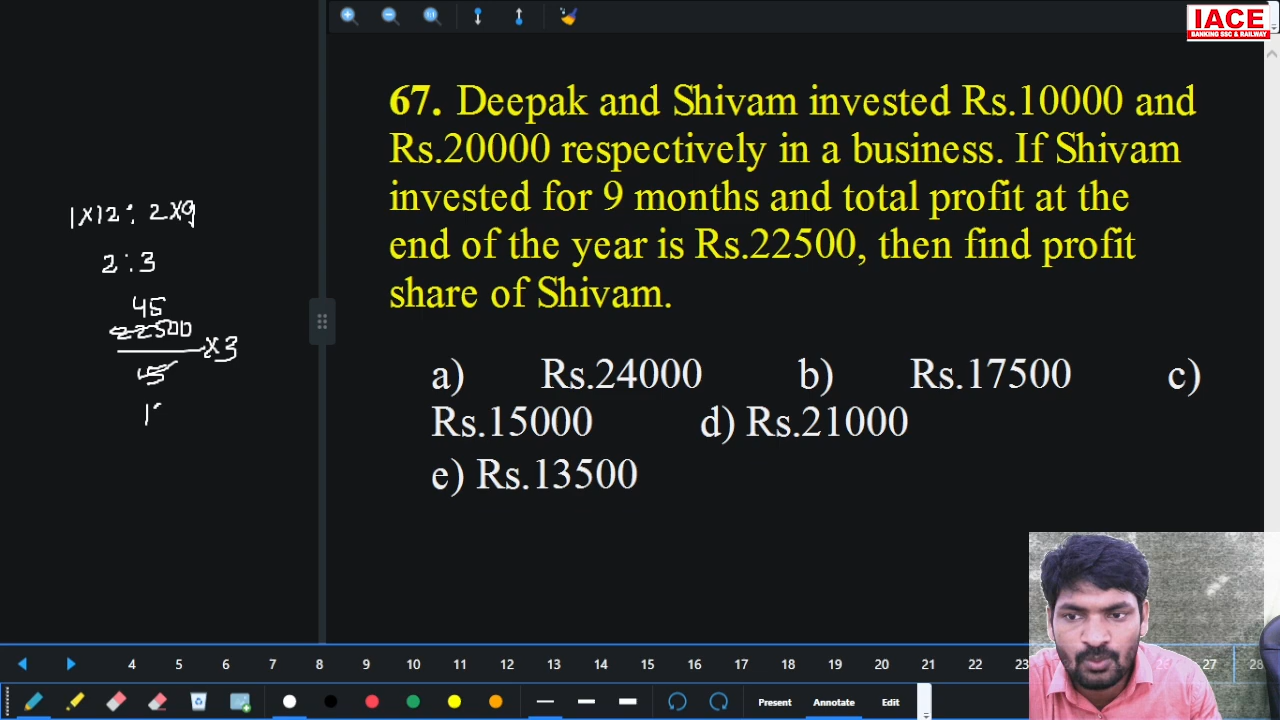 IACE
BANKING SSC & RAILWAY
67. Deepak and Shivam invested Rs.10000 and
Rs.20000 respectively in a business. If Shivam
invested for 9 months and total profit at the
end of the year is Rs.22500, then find profit
share of Shivam.
a) Rs.24000 b) Rs.17500 c)
Rs.15000 d) Rs.21000
e) Rs.13500
1×12 : 2×9
2 : 3
45
22500
×3
5
4 5 6 7 8 9 10 11 12 13 14 15 16 17 18 19 20 21 22 23 26 27 28
Present Annotate Edit